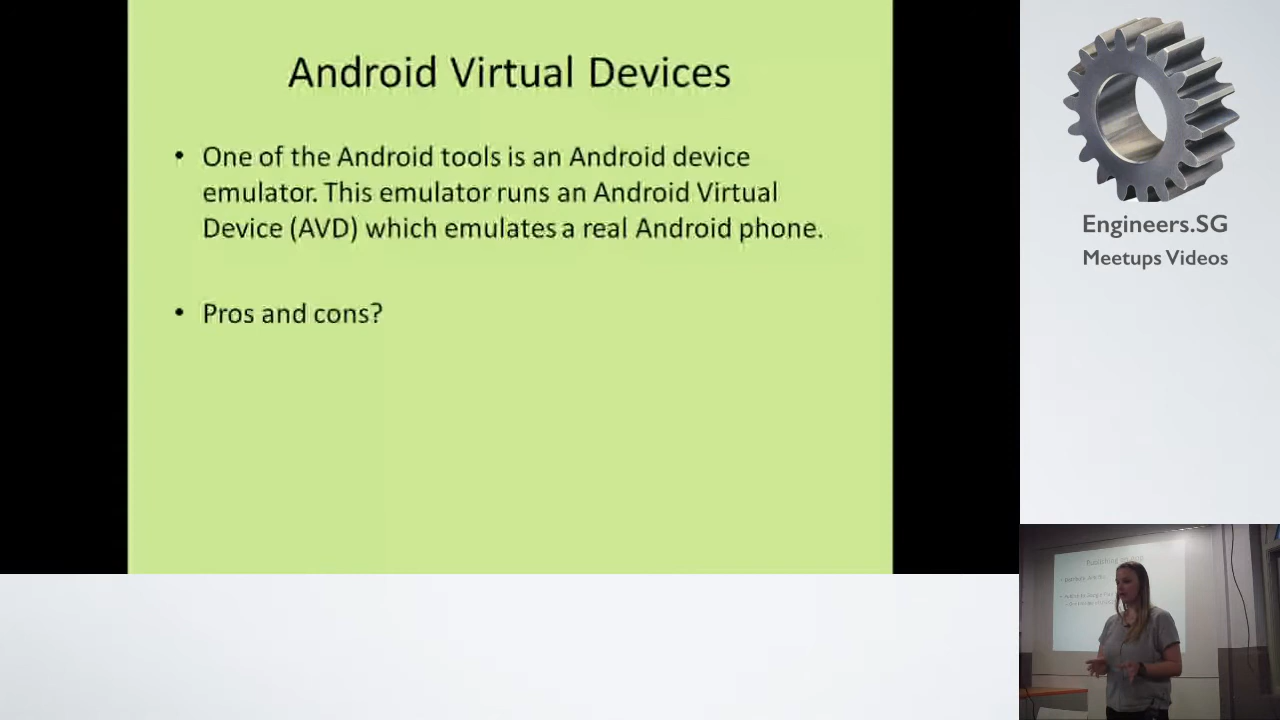 Android Virtual Devices
• One of the Android tools is an Android device
emulator. This emulator runs an Android Virtual
Device (AVD) which emulates a real Android phone.
• Pros and cons?
Engineers.SG
Meetups Videos